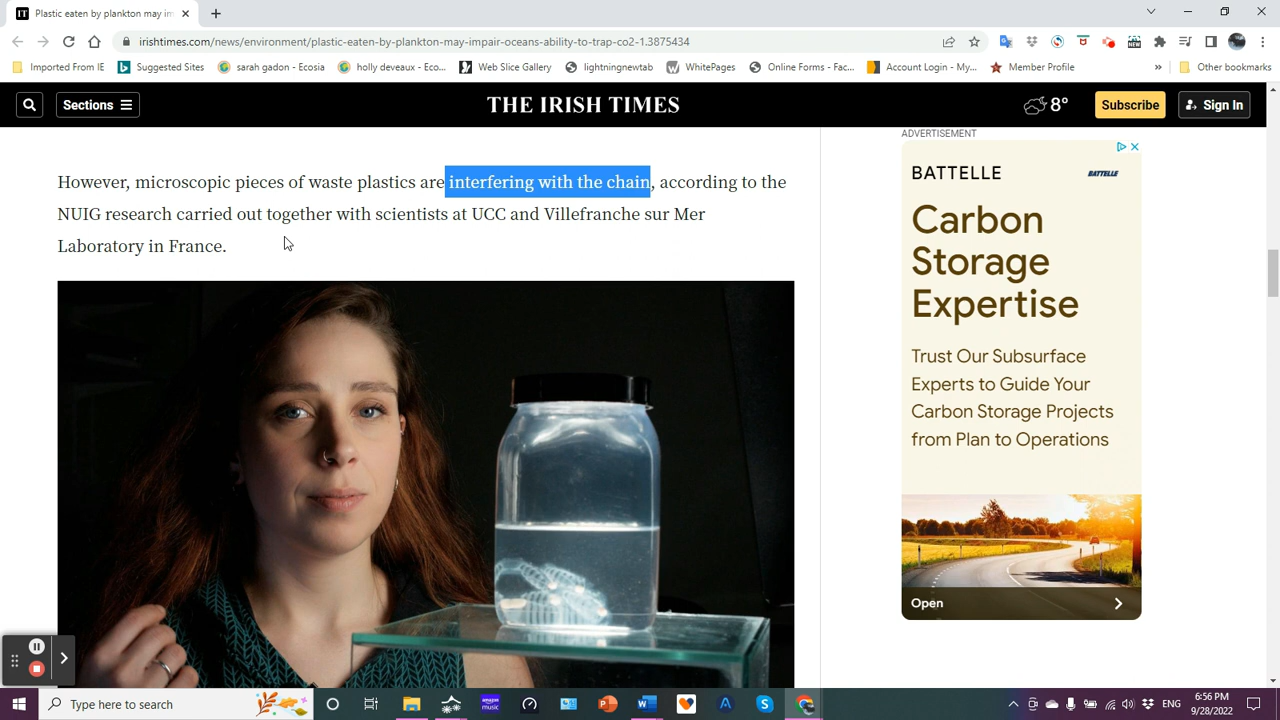 Plastic eaten by plankton may im
irishtimes.com/news/environment/plastic-eaten-by-plankton-may-impair-oceans-ability-to-trap-co2-1.3875434
Imported From IE
Suggested Sites
sarah gadon - Ecosia
holly deveaux - Eco...
Web Slice Gallery
lightningnewtab
WhitePages
Online Forms - Fac...
Account Login - My...
Member Profile
»
Other bookmarks
Sections
THE IRISH TIMES
8°
Subscribe
Sign In
However, microscopic pieces of waste plastics are interfering with the chain, according to the
NUIG research carried out together with scientists at UCC and Villefranche sur Mer
Laboratory in France.
ADVERTISEMENT
BATTELLE
BATTELLE
Carbon
Storage
Expertise
Trust Our Subsurface
Experts to Guide Your
Carbon Storage Projects
from Plan to Operations
Open
Type here to search
ENG
6:56 PM
9/28/2022